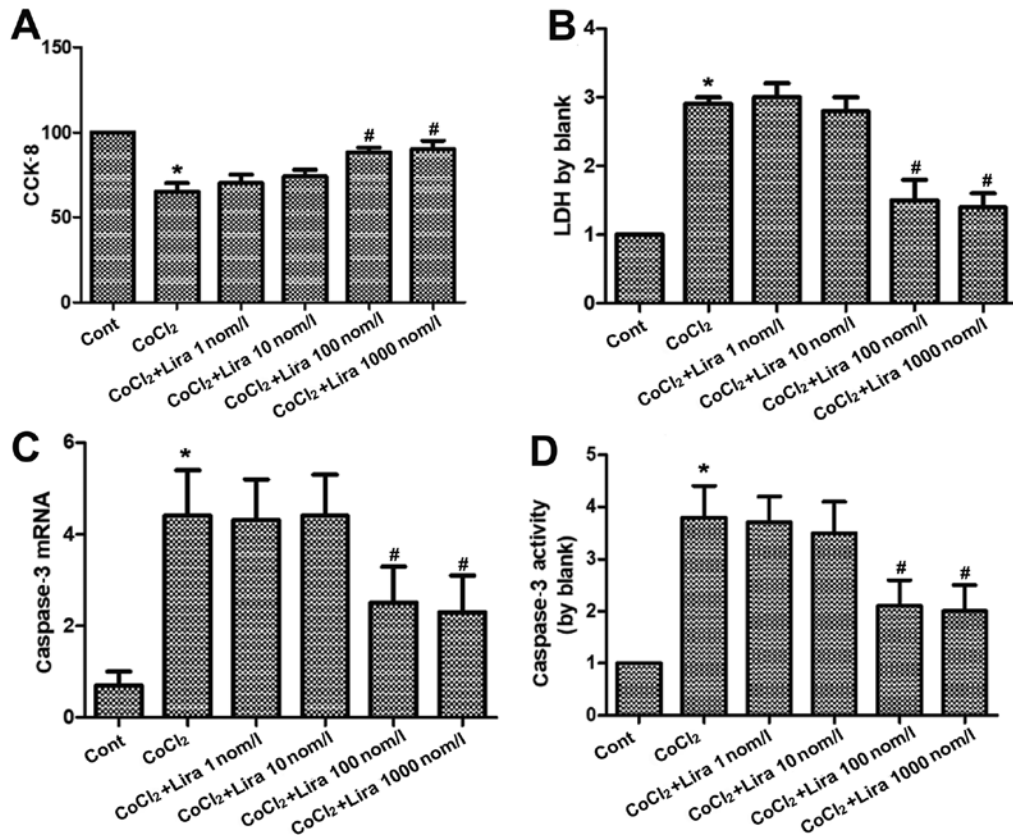 A
CCK-8
150
100
50
0
*
#
#
Cont
CoCl₂
CoCl₂+Lira 1 nom/l
CoCl₂+Lira 10 nom/l
CoCl₂+Lira 100 nom/l
CoCl₂+Lira 1000 nom/l
B
LDH by blank
4
3
2
1
0
*
#
#
Cont
CoCl₂
CoCl₂+Lira 1 nom/l
CoCl₂+Lira 10 nom/l
CoCl₂+Lira 100 nom/l
CoCl₂+Lira 1000 nom/l
C
Caspase-3 mRNA
6
4
2
0
*
#
#
Cont
CoCl₂
CoCl₂+Lira 1 nom/l
CoCl₂+Lira 10 nom/l
CoCl₂+Lira 100 nom/l
CoCl₂+Lira 1000 nom/l
D
Caspase-3 activity
(by blank)
5
4
3
2
1
0
*
#
#
Cont
CoCl₂
CoCl₂+Lira 1 nom/l
CoCl₂+Lira 10 nom/l
CoCl₂+Lira 100 nom/l
CoCl₂+Lira 1000 nom/l